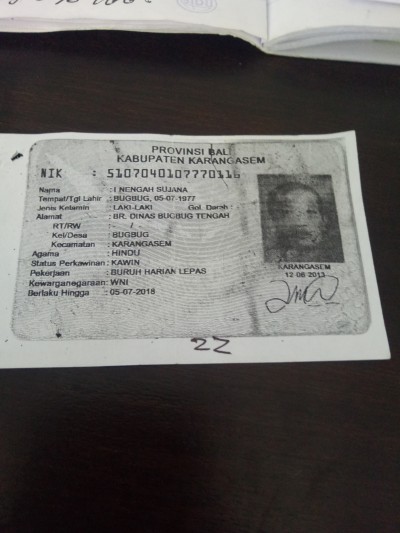 PROVINSI BALI
KABUPATEN KARANGASEM
NIK : 5107040107770116
Nama : I NENGAH SUJANA
Tempat/Tgl Lahir : BUGBUG, 05-07-1977
Jenis Kelamin : LAKI-LAKI Gol. Darah : -
Alamat : BR. DINAS BUGBUG TENGAH
RT/RW : /
Kel/Desa : BUGBUG
Kecamatan : KARANGASEM
Agama : HINDU
Status Perkawinan : KAWIN
Pekerjaan : BURUH HARIAN LEPAS
Kewarganegaraan : WNI
Berlaku Hingga : 05-07-2018
KARANGASEM
12-06-2013
22